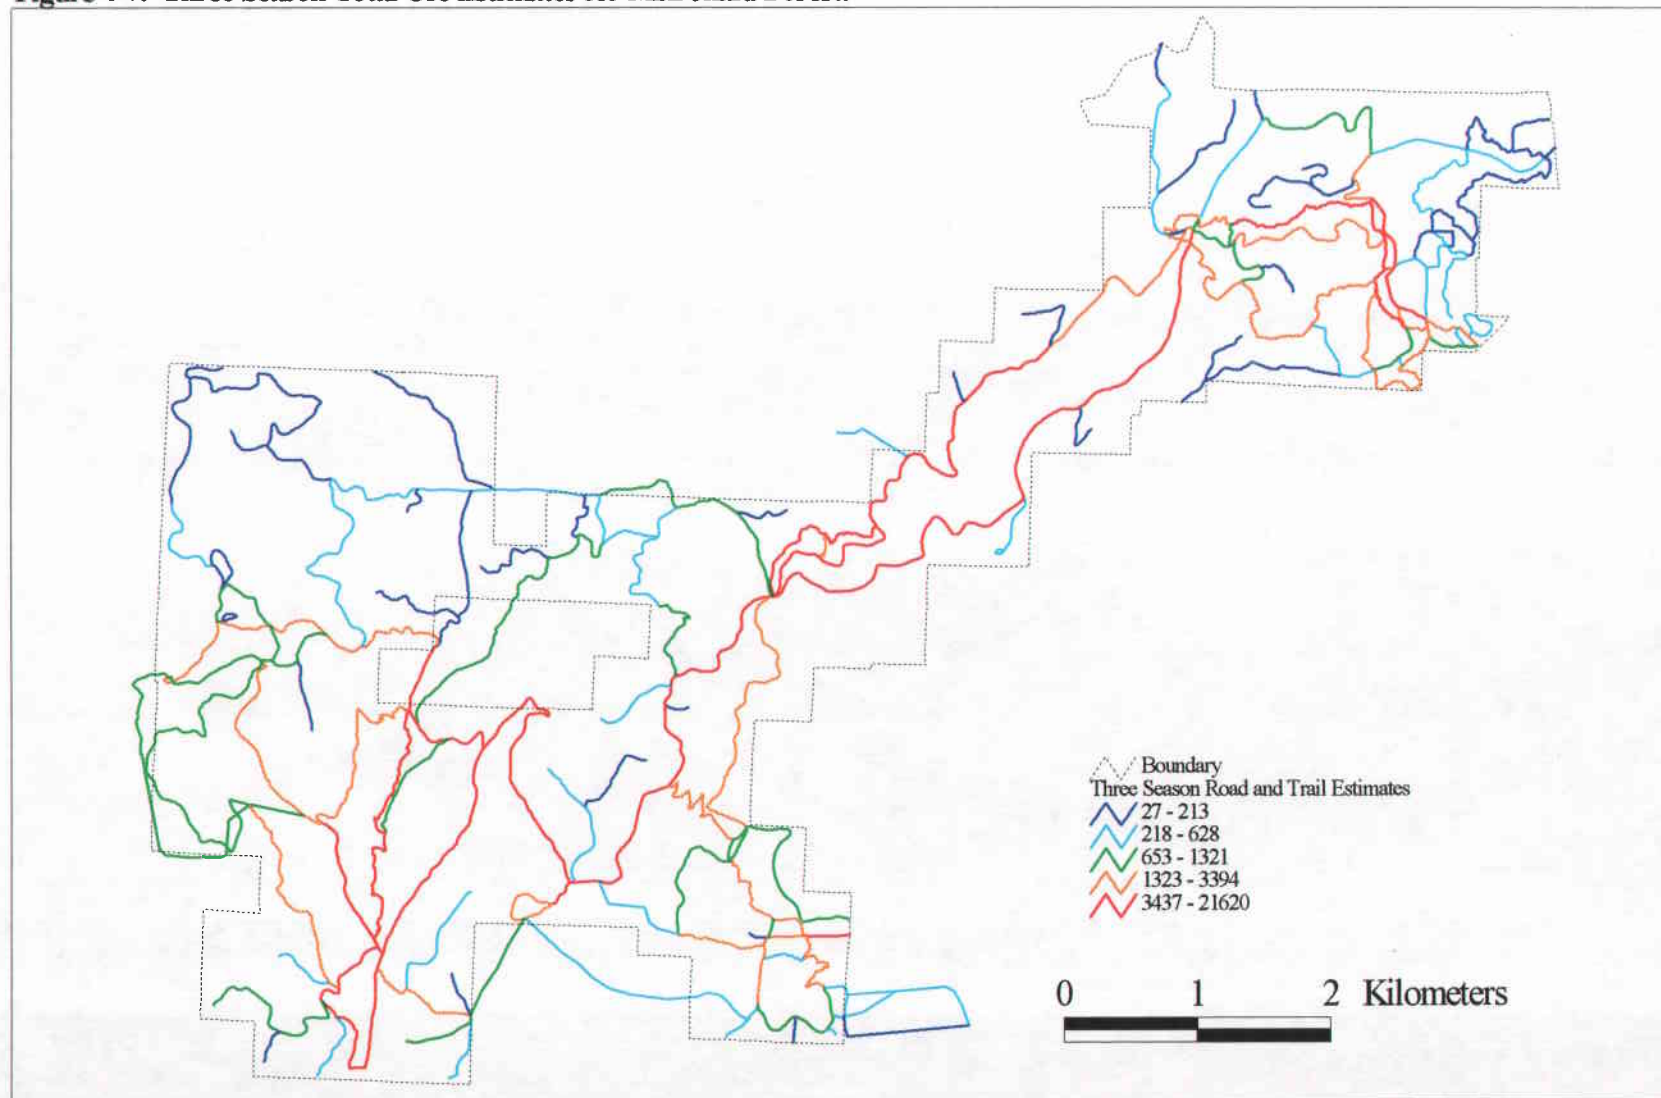 Boundary
Three Season Road and Trail Estimates
27 - 213
218 - 628
653 - 1321
1323 - 3394
3437 - 21620
0 1 2 Kilometers